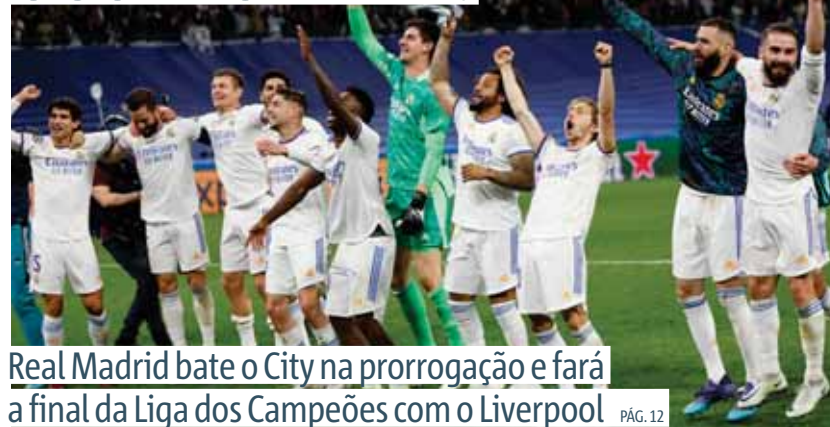 Real Madrid bate o City na prorrogação e fará
a final da Liga dos Campeões com o Liverpool PÁG. 12